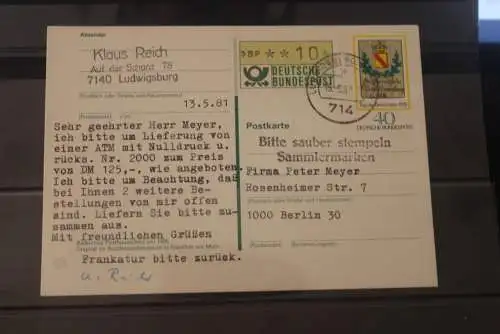 Absender
Klaus Reich
Auf der Schanz 78
7140 Ludwigsburg
13.5.81
Sehr geehrter Herr Meyer,
ich bitte um Lieferung von
einer ATM mit Nulldruck u.
rücks. Nr. 2000 zum Preis
von DM 125,-, wie angeboten.
Ich bitte um Beachtung, daß
bei Ihnen 2 weitere Be-
stellungen von mir offen
sind. Liefern Sie bitte zu-
sammen aus.
Mit freundlichen Grüßen
Frankatur bitte zurück.
DBP ** 10
DEUTSCHE
BUNDESPOST
714
40
Postkarte
Bitte sauber stempeln
Sammlermarken
Firma Peter Meyer
Rosenheimer Str. 7
1000 Berlin 30